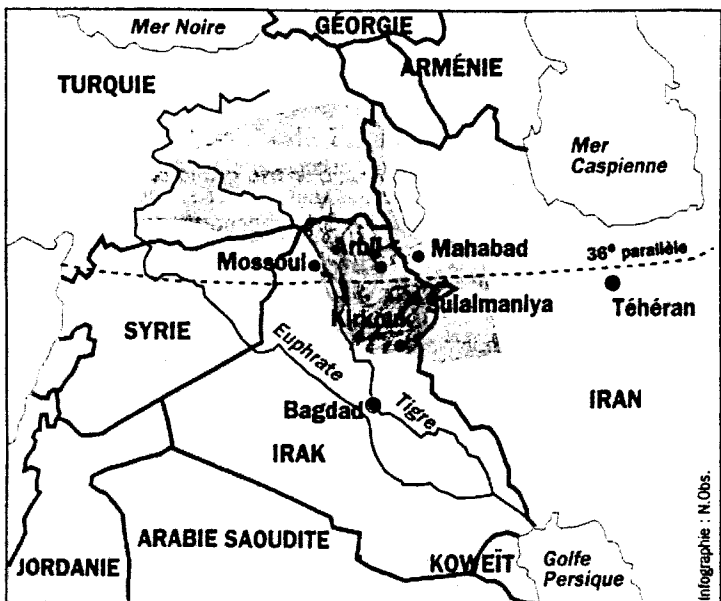 Mer Noire
GÉORGIE
TURQUIE
ARMÉNIE
Mer
Caspienne
Arbil
Mahabad
36e parallèle
Mossoul
Sulaimaniya
Téhéran
Kirkouk
SYRIE
Euphrate
Tigre
IRAN
Bagdad
IRAK
ARABIE SAOUDITE
JORDANIE
KOWEÏT
Golfe
Persique
Infographie : N.Obs.